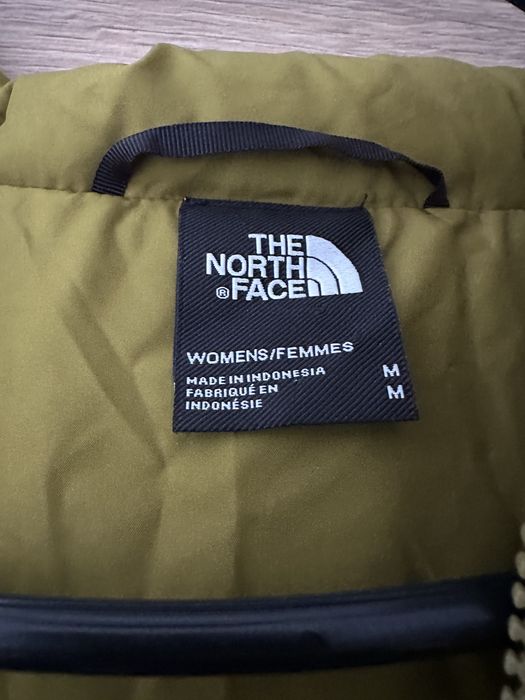 THE
NORTH
® FACE
WOMENS/FEMMES
MADE IN INDONESIA M
FABRIQUÉ EN M
INDONÉSIE